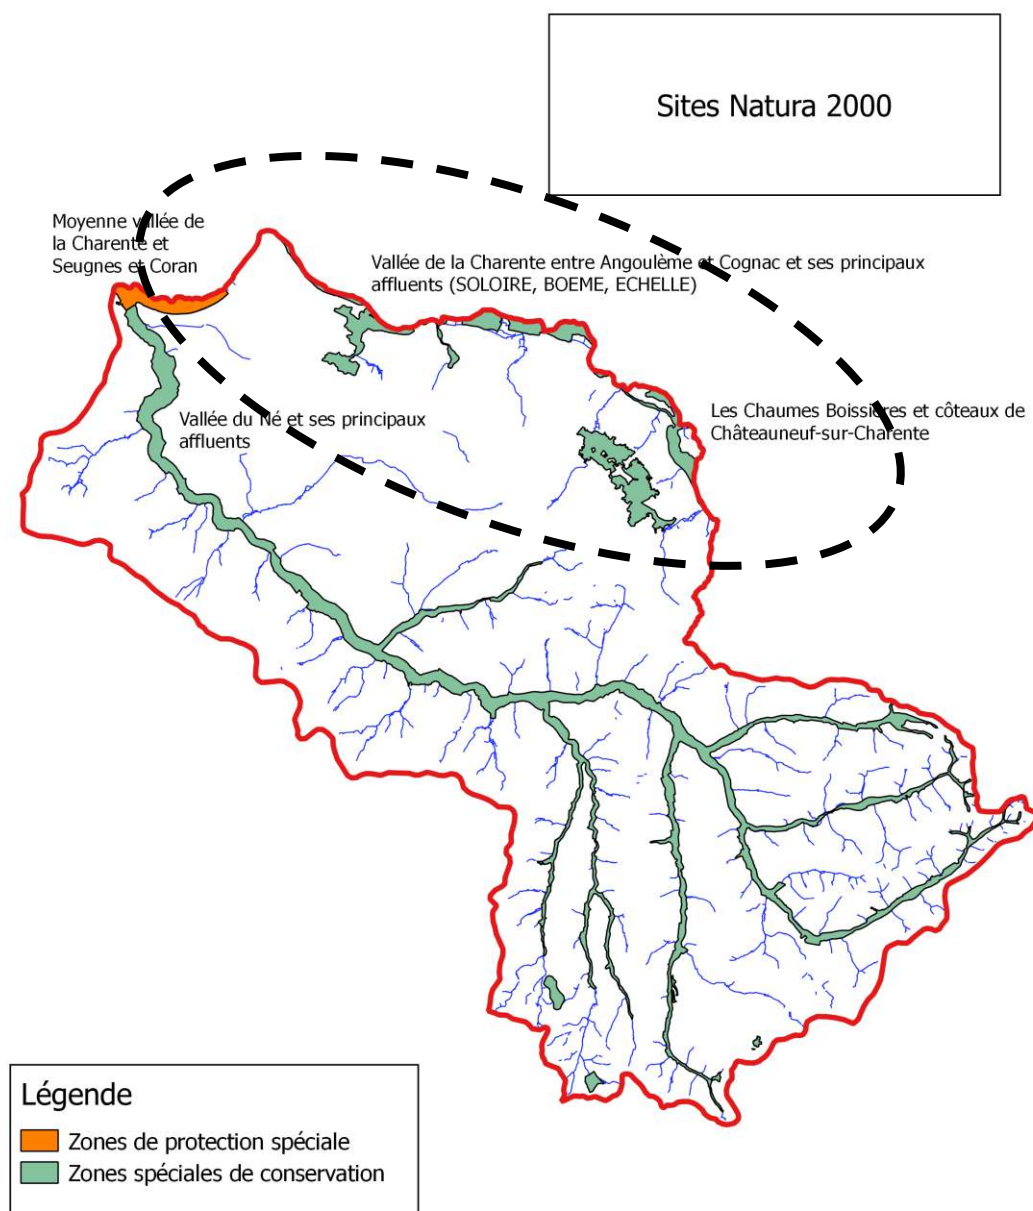 Sites Natura 2000
Moyenne vallée de
la Charente et
Seugnes et Coran
Vallée de la Charente entre Angoulème et Cognac et ses principaux
affluents (SOLOIRE, BOEME, ECHELLE)
Vallée du Né et ses principaux
affluents
Les Chaumes Boissières et côteaux de
Châteauneuf-sur-Charente
Légende
Zones de protection spéciale
Zones spéciales de conservation